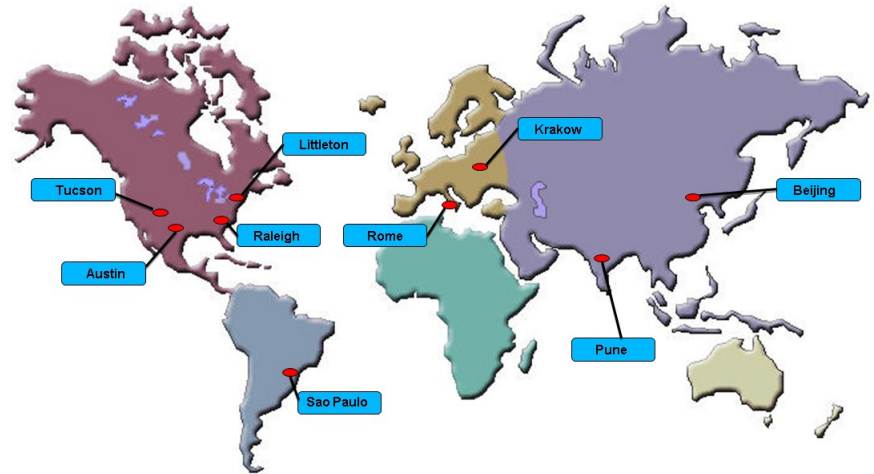 Krakow
Littleton
Tucson
Beijing
Raleigh
Rome
Austin
Pune
Sao Paulo